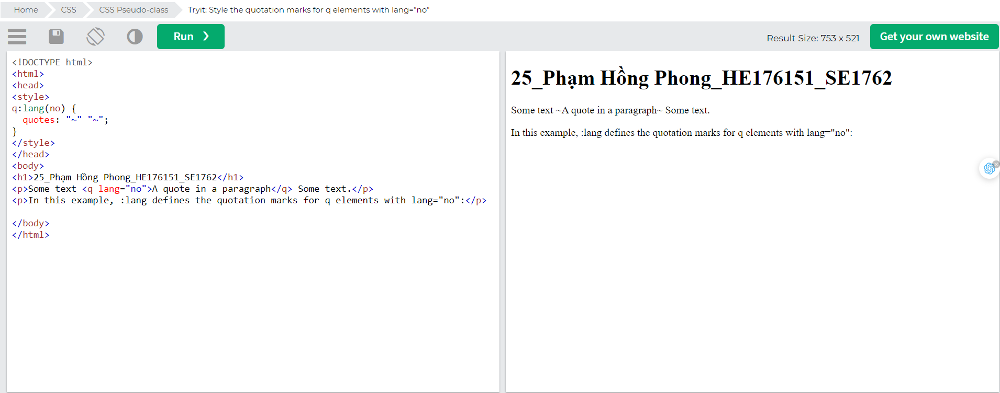 Home CSS CSS Pseudo-class Tryit: Style the quotation marks for q elements with lang="no"
Run ❯ Result Size: 753 x 521 Get your own website
<!DOCTYPE html>
<html>
<head>
<style>
q:lang(no) {
  quotes: "~" "~";
}
</style>
</head>
<body>
<h1>25_Phạm Hồng Phong_HE176151_SE1762</h1>
<p>Some text <q lang="no">A quote in a paragraph</q> Some text.</p>
<p>In this example, :lang defines the quotation marks for q elements with lang="no":</p>
</body>
</html>
25_Phạm Hồng Phong_HE176151_SE1762
Some text ~A quote in a paragraph~ Some text.
In this example, :lang defines the quotation marks for q elements with lang="no":